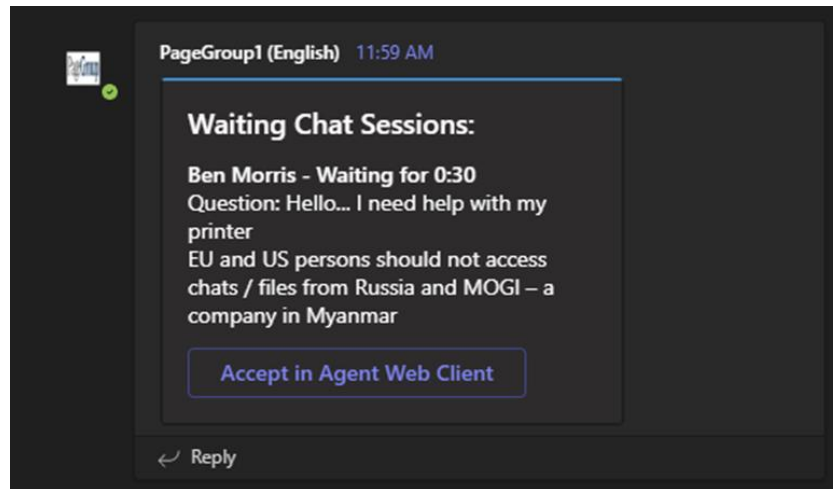 PageGroup
PageGroup1 (English) 11:59 AM
Waiting Chat Sessions:
Ben Morris - Waiting for 0:30
Question: Hello... I need help with my
printer
EU and US persons should not access
chats / files from Russia and MOGI – a
company in Myanmar
Accept in Agent Web Client
Reply